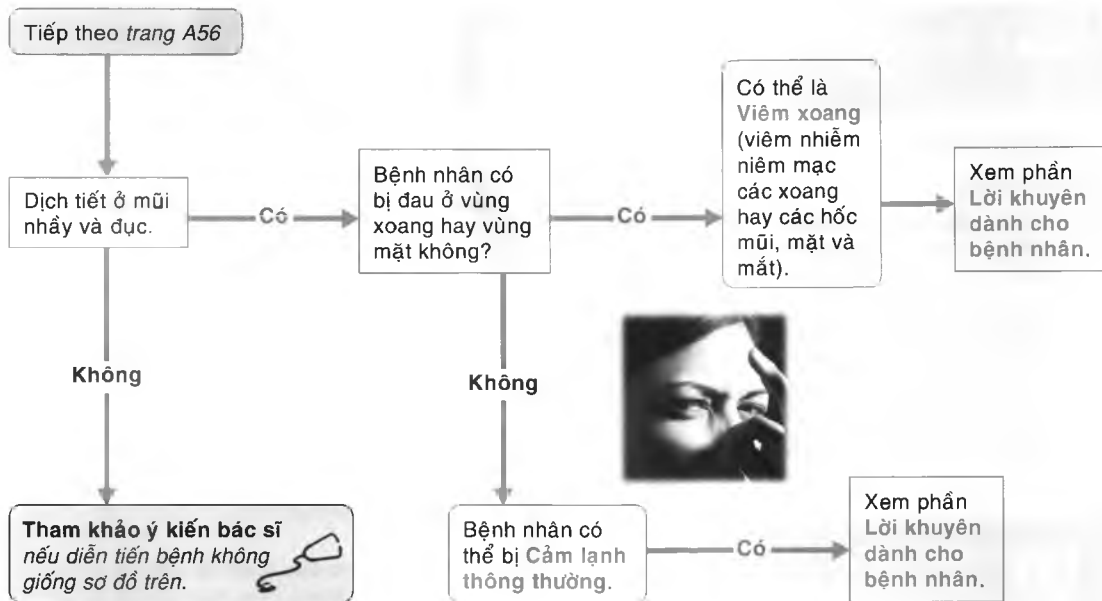 Tiếp theo trang A56
Dịch tiết ở mũi
nhầy và đục.
Có
Bệnh nhân có
bị đau ở vùng
xoang hay vùng
mặt không?
Có
Có thể là
Viêm xoang
(viêm nhiễm
niêm mạc
các xoang
hay các hốc
mũi, mặt và
mắt).
Xem phần
Lời khuyên
dành cho
bệnh nhân.
Không
Không
Tham khảo ý kiến bác sĩ
nếu diễn tiến bệnh không
giống sơ đồ trên.
Bệnh nhân có
thể bị Cảm lạnh
thông thường.
Có
Xem phần
Lời khuyên
dành cho
bệnh nhân.